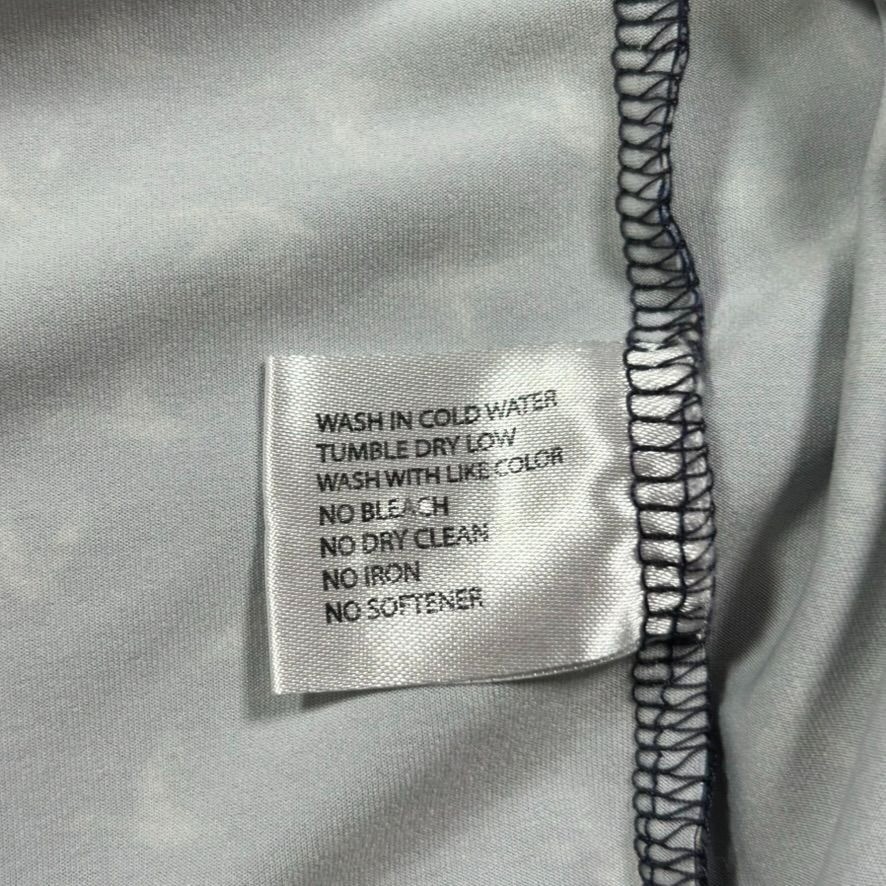 WASH IN COLD WATER
TUMBLE DRY LOW
WASH WITH LIKE COLOR
NO BLEACH
NO DRY CLEAN
NO IRON
NO SOFTENER